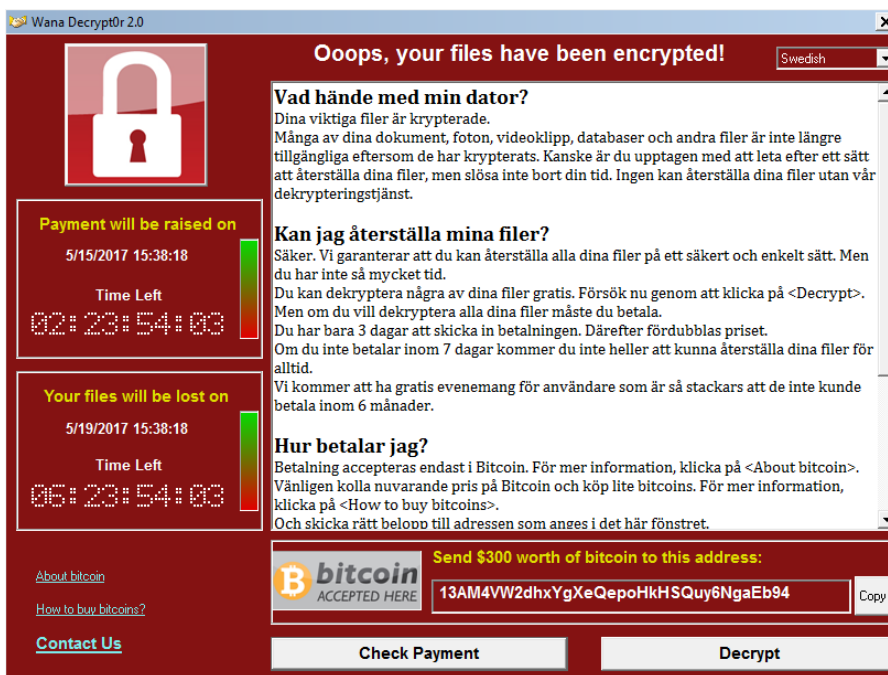 Wana Decrypt0r 2.0
Ooops, your files have been encrypted!
Swedish
Payment will be raised on
5/15/2017 15:38:18
Time Left
02:23:54:03
Your files will be lost on
5/19/2017 15:38:18
Time Left
06:23:54:03
About bitcoin
How to buy bitcoins?
Contact Us
Vad hände med min dator?
Dina viktiga filer är krypterade.
Många av dina dokument, foton, videoklipp, databaser och andra filer är inte längre
tillgängliga eftersom de har krypterats. Kanske är du upptagen med att leta efter ett sätt
att återställa dina filer, men slösa inte bort din tid. Ingen kan återställa dina filer utan vår
dekrypteringstjänst.
Kan jag återställa mina filer?
Säker. Vi garanterar att du kan återställa alla dina filer på ett säkert och enkelt sätt. Men
du har inte så mycket tid.
Du kan dekryptera några av dina filer gratis. Försök nu genom att klicka på <Decrypt>.
Men om du vill dekryptera alla dina filer måste du betala.
Du har bara 3 dagar att skicka in betalningen. Därefter fördubblas priset.
Om du inte betalar inom 7 dagar kommer du inte heller att kunna återställa dina filer för
alltid.
Vi kommer att ha gratis evenemang för användare som är så stackars att de inte kunde
betala inom 6 månader.
Hur betalar jag?
Betalning accepteras endast i Bitcoin. För mer information, klicka på <About bitcoin>.
Vänligen kolla nuvarande pris på Bitcoin och köp lite bitcoins. För mer information,
klicka på <How to buy bitcoins>.
Och skicka rätt belopp till adressen som anges i det här fönstret.
bitcoin
ACCEPTED HERE
Send $300 worth of bitcoin to this address:
13AM4VW2dhxYgXeQepoHkHSQuy6NgaEb94
Copy
Check Payment
Decrypt